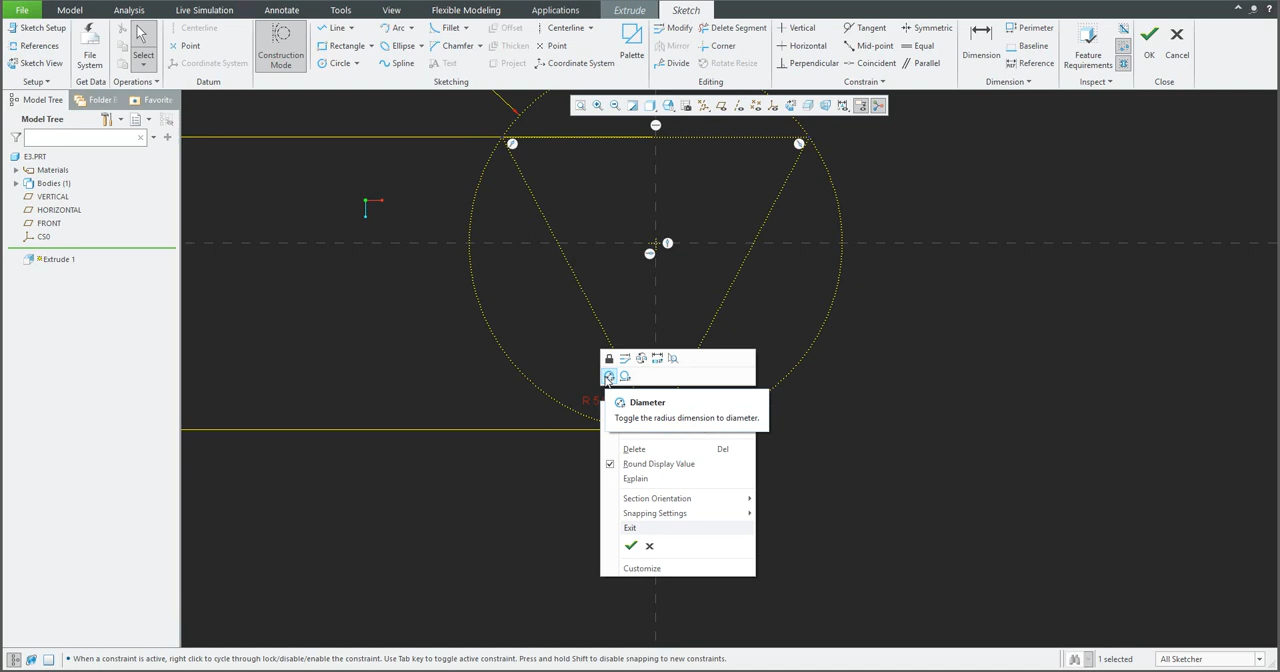 File Model Analysis Live Simulation Annotate Tools View Flexible Modeling Applications Extrude Sketch
Sketch Setup
References
Sketch View
Setup
File
System
Get Data
Select
Operations
Centerline
Point
Coordinate System
Datum
Construction
Mode
Line Arc Fillet Offset Centerline
Rectangle Ellipse Chamfer Thicken Point
Circle Spline Text Project Coordinate System
Sketching
Palette
Modify Delete Segment
Mirror Corner
Divide Rotate Resize
Editing
Vertical Tangent Symmetric
Horizontal Mid-point Equal
Perpendicular Coincident Parallel
Constrain
Dimension
Perimeter
Baseline
Reference
Dimension
Feature
Requirements
Inspect
OK
Cancel
Close
Model Tree Folder Favorite
Model Tree
E3.PRT
Materials
Bodies (1)
VERTICAL
HORIZONTAL
FRONT
CS0
Extrude 1
Diameter
Toggle the radius dimension to diameter.
Delete Del
Round Display Value
Explain
Section Orientation
Snapping Settings
Exit
Customize
• When a constraint is active, right click to cycle through lock/disable/enable the constraint. Use Tab key to toggle active constraint. Press and hold Shift to disable snapping to new constraints.
1 selected
All Sketcher